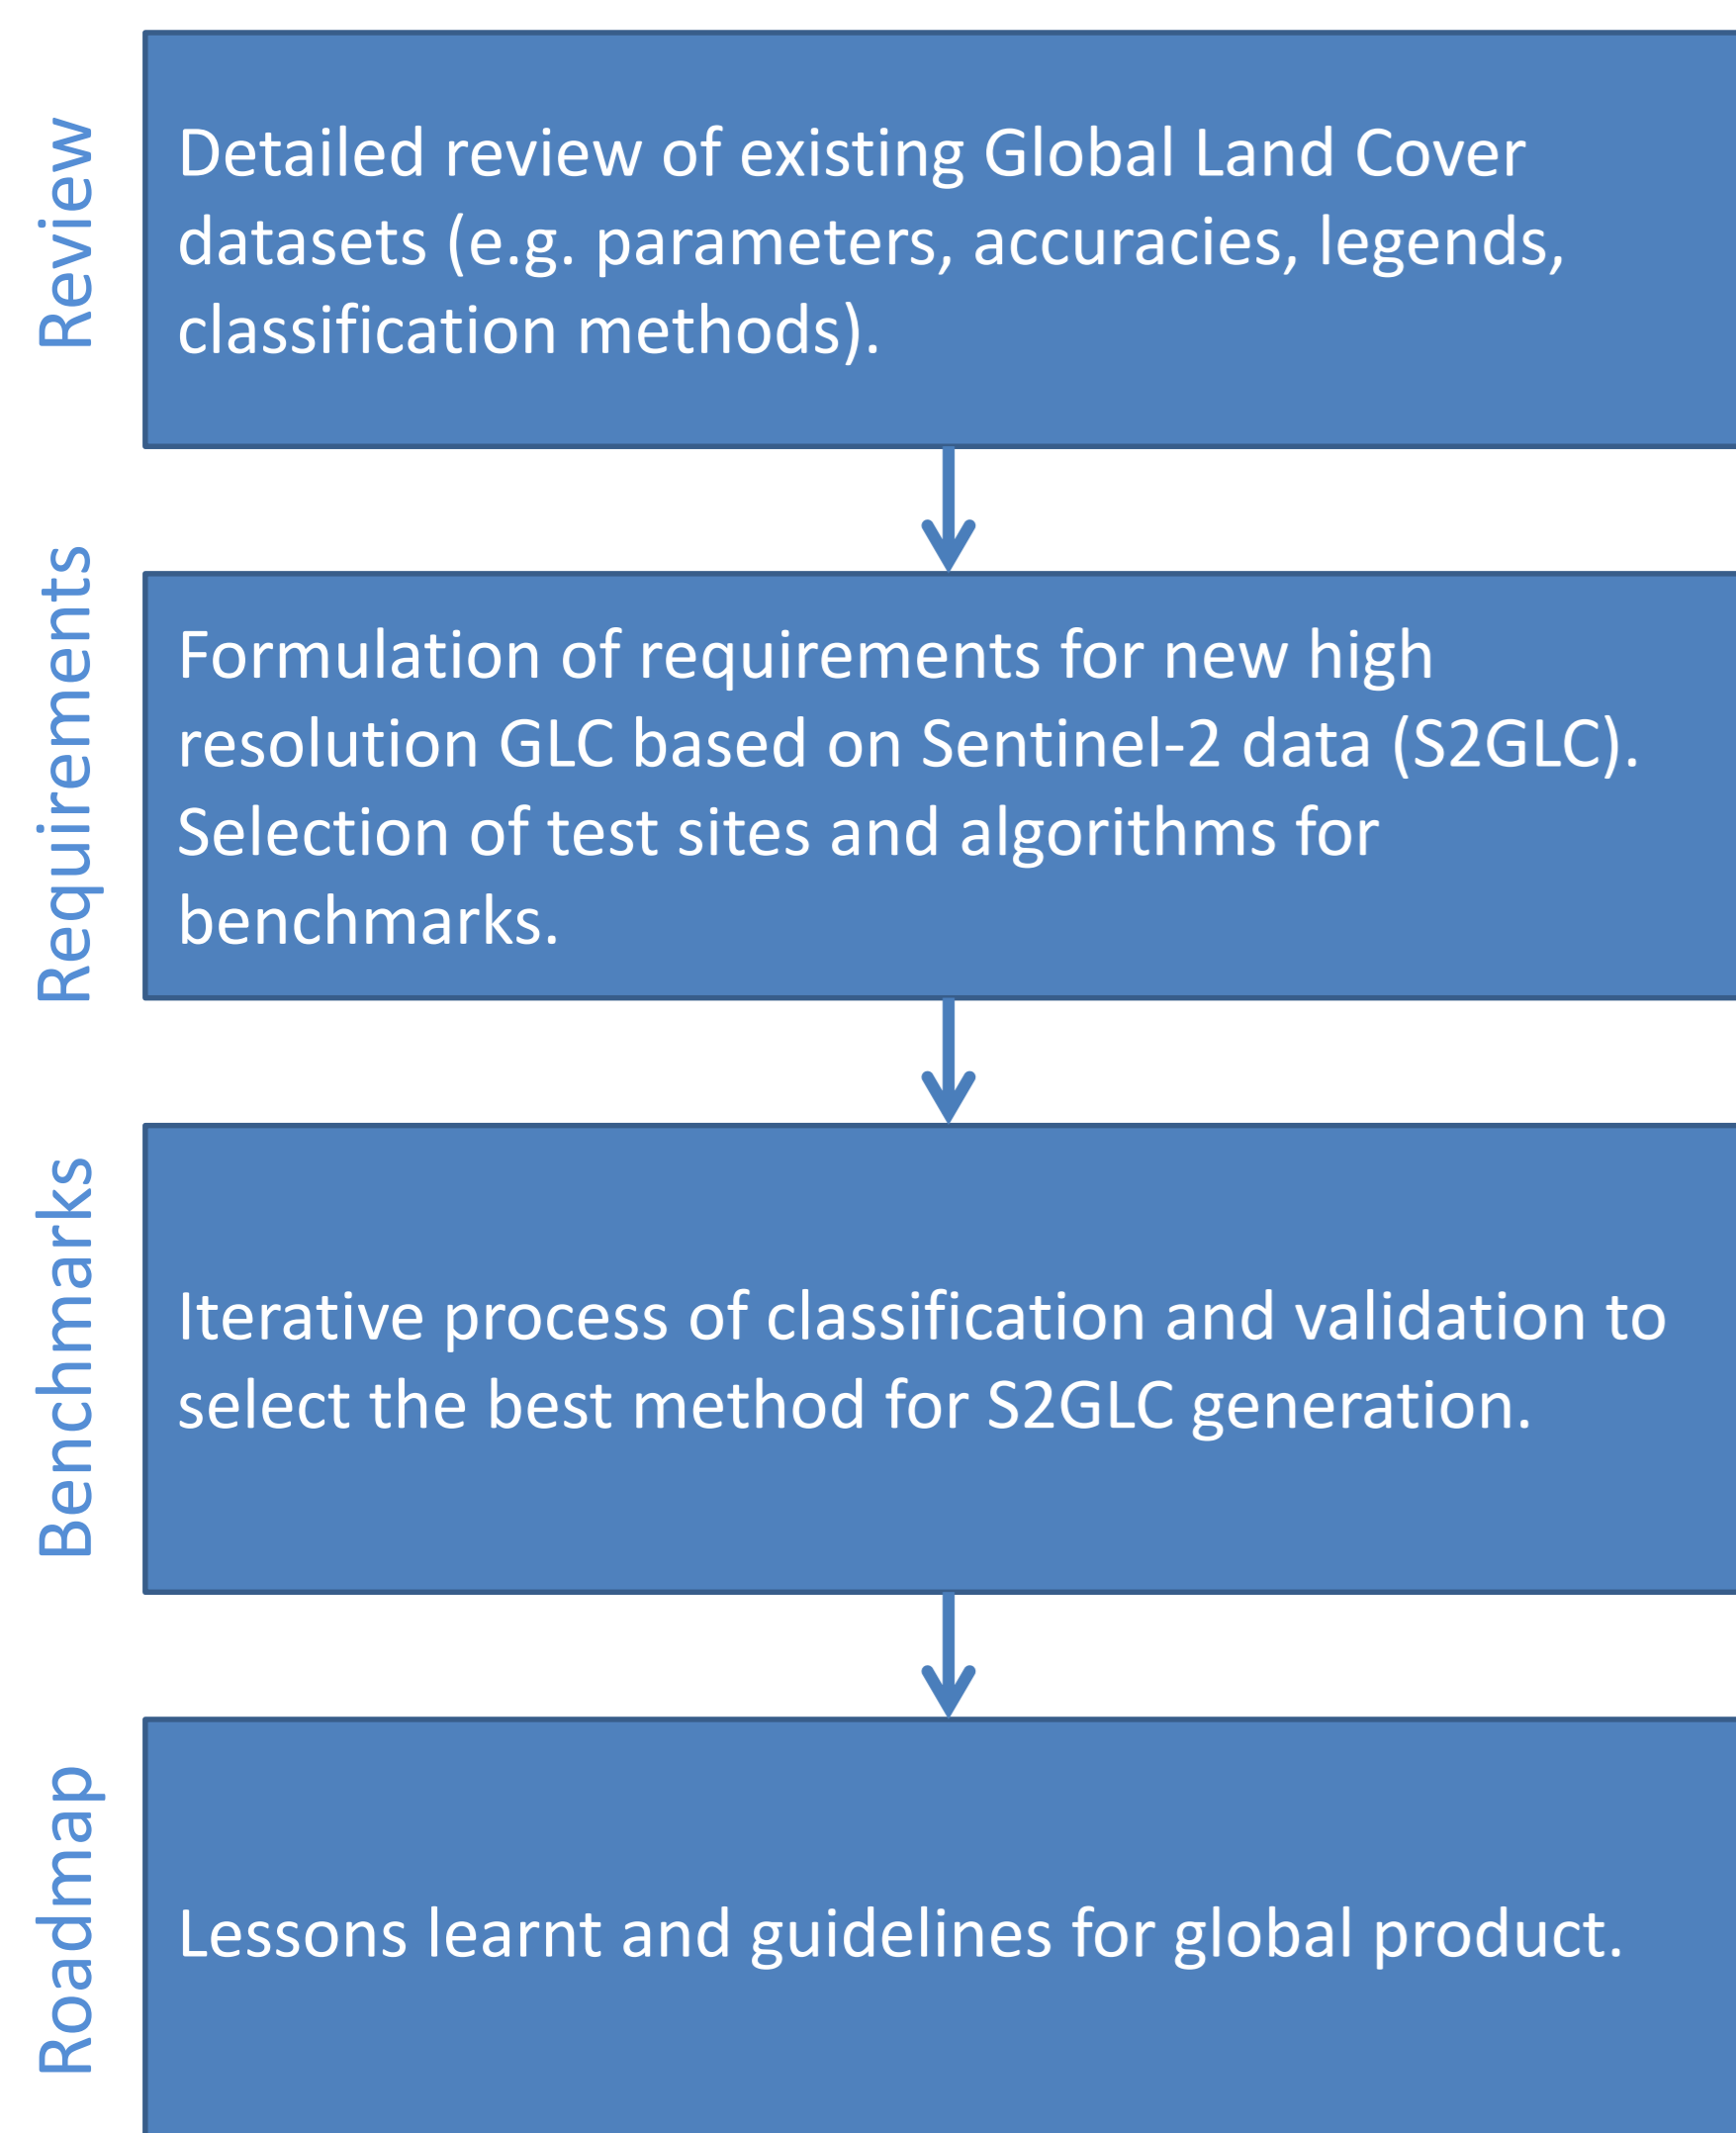 Review
Detailed review of existing Global Land Cover
datasets (e.g. parameters, accuracies, legends,
classification methods).
Requirements
Formulation of requirements for new high
resolution GLC based on Sentinel-2 data (S2GLC).
Selection of test sites and algorithms for
benchmarks.
Benchmarks
Iterative process of classification and validation to
select the best method for S2GLC generation.
Roadmap
Lessons learnt and guidelines for global product.